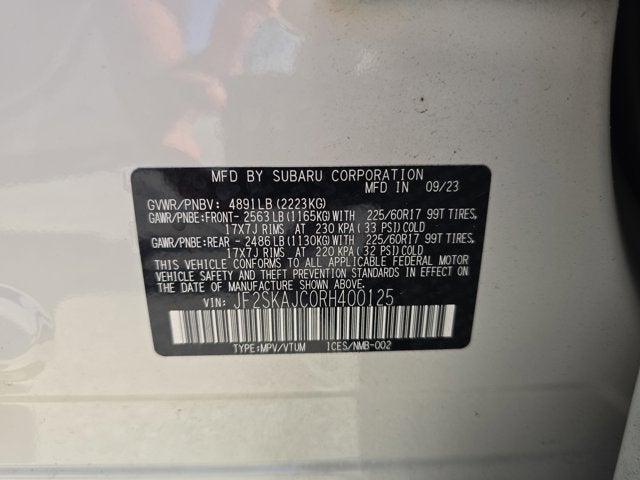 MFD BY SUBARU CORPORATION
MFD IN 09/23
GVWR/PNBV: 4891LB (2223KG)
GAWR/PNBE:FRONT- 2563LB (1165KG)WITH 225/60R17 99T TIRES,
17X7J RIMS AT 230 KPA (33 PSI)COLD
GAWR/PNBE:REAR - 2486LB (1130KG)WITH 225/60R17 99T TIRES,
17X7J RIMS AT 220 KPA (32 PSI)COLD
THIS VEHICLE CONFORMS TO ALL APPLICABLE FEDERAL MOTOR
VEHICLE SAFETY AND THEFT PREVENTION STANDARDS IN EFFECT ON
THE DATE OF MANUFACTURE SHOWN ABOVE.
VIN: JF2SKAJC0RH400125
TYPE:MPV/VTUM ICES/NMB-002